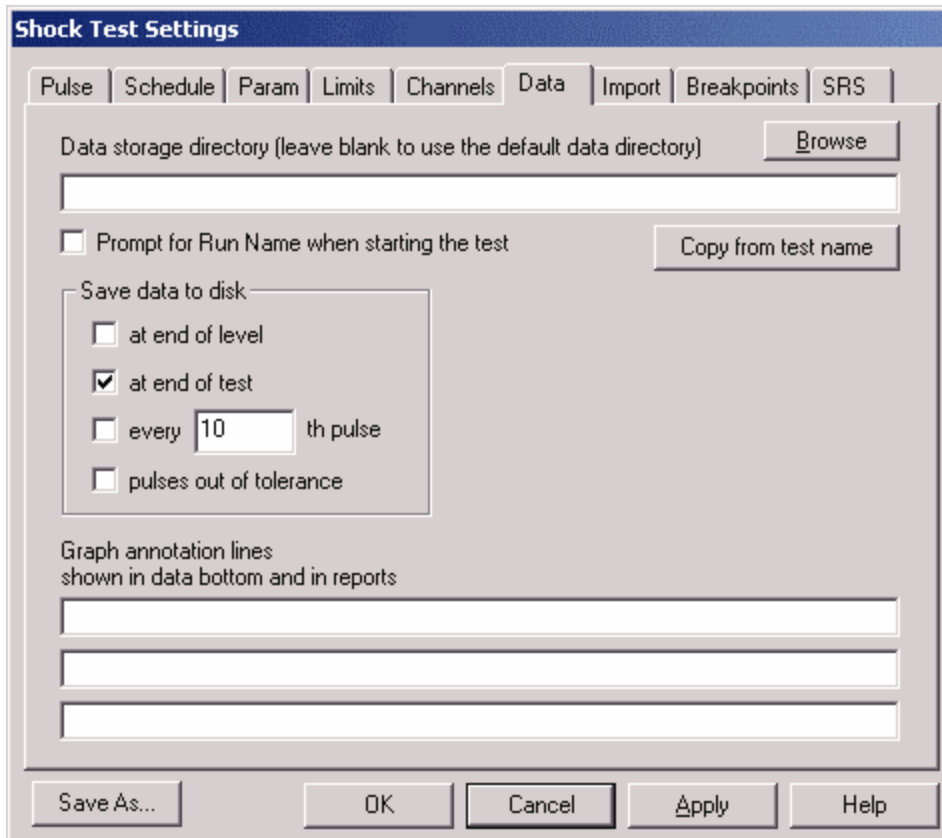 Shock Test Settings
Pulse Schedule Param Limits Channels Data Import Breakpoints SRS
Data storage directory (leave blank to use the default data directory) Browse
Prompt for Run Name when starting the test Copy from test name
Save data to disk
at end of level
at end of test
every 10 th pulse
pulses out of tolerance
Graph annotation lines
shown in data bottom and in reports
Save As... OK Cancel Apply Help